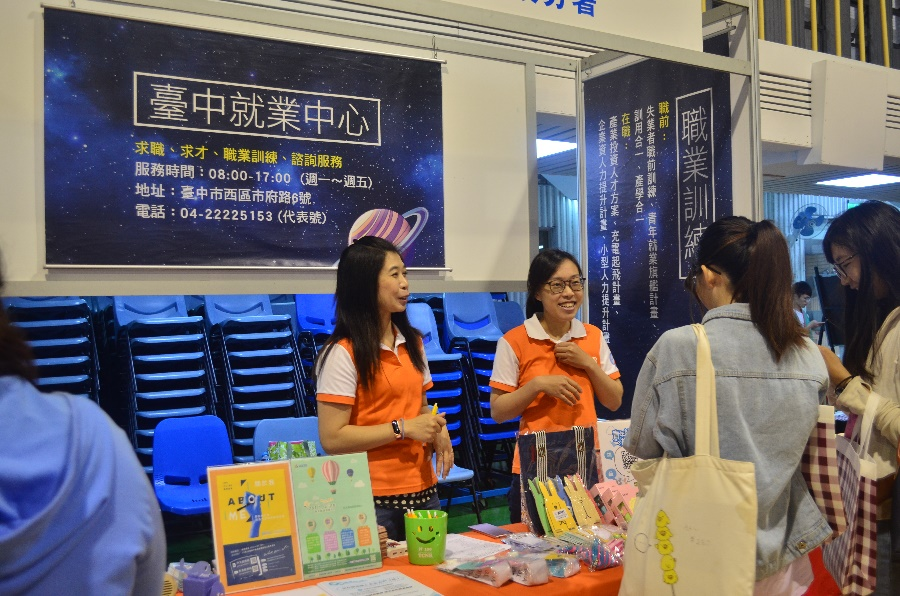 臺中就業中心
求職、求才、職業訓練、諮詢服務
服務時間：08:00-17:00（週一～週五）
地址：臺中市西區市府路6號
電話：04-22225153 (代表號)
職業訓練
職前：
失業者職前訓練、青年就業旗艦計畫、
訓用合一、產學合一
在職：
產業投資人才方案、充電起飛計畫、
企業資人力提升計畫、小型人力提升計畫
ABOUT